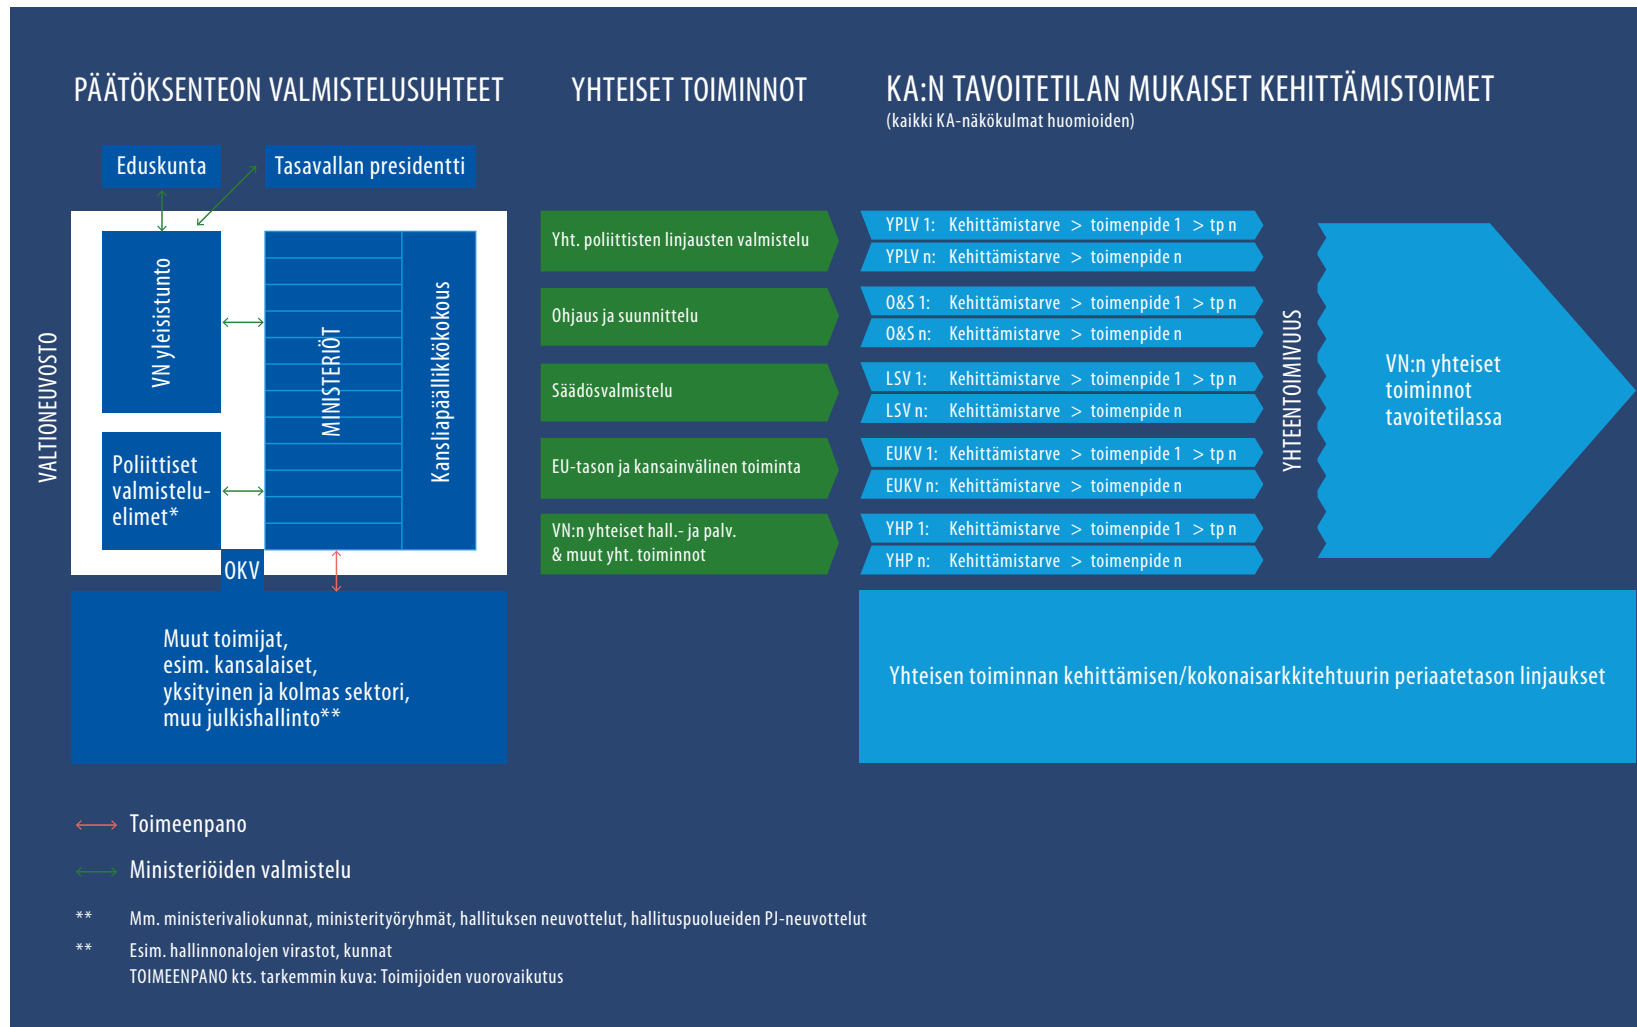 PÄÄTÖKSENTEON VALMISTELUSUHTEET
Eduskunta
Tasavallan presidentti
VALTIONEUVOSTO
VN yleisistunto
MINISTERIÖT
Kansliapäällikkökokous
Poliittiset
valmistelu-
elimet*
OKV
Muut toimijat,
esim. kansalaiset,
yksityinen ja kolmas sektori,
muu julkishallinto**
YHTEISET TOIMINNOT
Yht. poliittisten linjausten valmistelu
Ohjaus ja suunnittelu
Säädösvalmistelu
EU-tason ja kansainvälinen toiminta
VN:n yhteiset hall.- ja palv.
& muut yht. toiminnot
KA:N TAVOITETILAN MUKAISET KEHITTÄMISTOIMET
(kaikki KA-näkökulmat huomioiden)
YPLV 1: Kehittämistarve > toimenpide 1 > tp n
YPLV n: Kehittämistarve > toimenpide n
O&S 1: Kehittämistarve > toimenpide 1 > tp n
O&S n: Kehittämistarve > toimenpide n
LSV 1: Kehittämistarve > toimenpide 1 > tp n
LSV n: Kehittämistarve > toimenpide n
EUKV 1: Kehittämistarve > toimenpide 1 > tp n
EUKV n: Kehittämistarve > toimenpide n
YHP 1: Kehittämistarve > toimenpide 1 > tp n
YHP n: Kehittämistarve > toimenpide n
YHTEENTOIMIVUUS
VN:n yhteiset
toiminnot
tavoitetilassa
Yhteisen toiminnan kehittämisen/kokonaisarkkitehtuurin periaatetason linjaukset
Toimeenpano
Ministeriöiden valmistelu
** Mm. ministerivaliokunnat, ministerityöryhmät, hallituksen neuvottelut, hallituspuolueiden PJ-neuvottelut
** Esim. hallinnonalojen virastot, kunnat
TOIMEENPANO kts. tarkemmin kuva: Toimijoiden vuorovaikutus